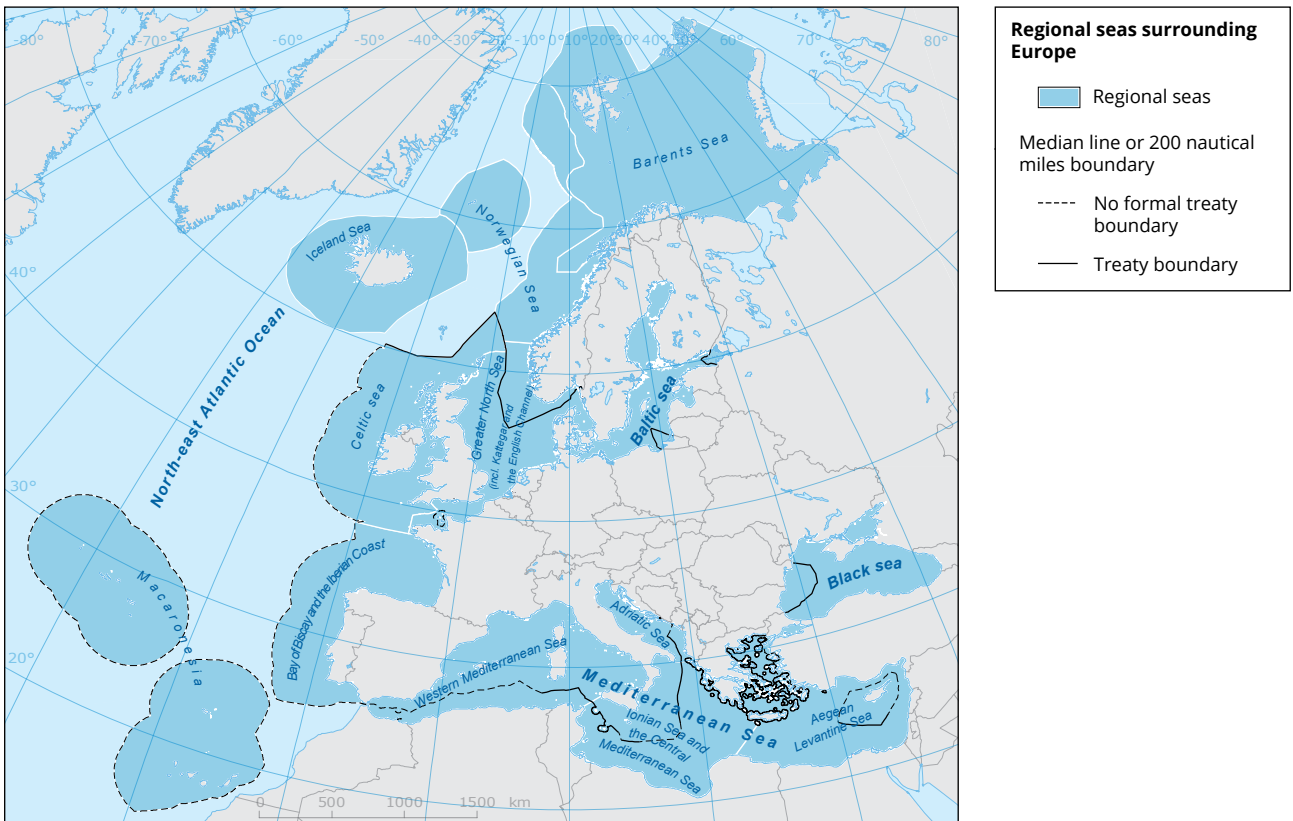 -80°
-70°
-60°
-50°
-40°
-30°
-20°
-10°
0°
10°
20°
30°
40°
50°
60°
70°
80°
Barents Sea
Norwegian Sea
Iceland Sea
40°
North-east Atlantic Ocean
Celtic sea
Greater North Sea
(incl. Kattegat and
the English Channel)
Baltic sea
30°
Macaronesia
Bay of Biscay and the Iberian Coast
Black sea
Adriatic Sea
Western Mediterranean Sea
Mediterranean Sea
Ionian Sea and
the Central
Mediterranean Sea
Aegean
Levantine Sea
20°
0 500 1000 1500 km
Regional seas surrounding
Europe
Regional seas
Median line or 200 nautical
miles boundary
No formal treaty
boundary
Treaty boundary